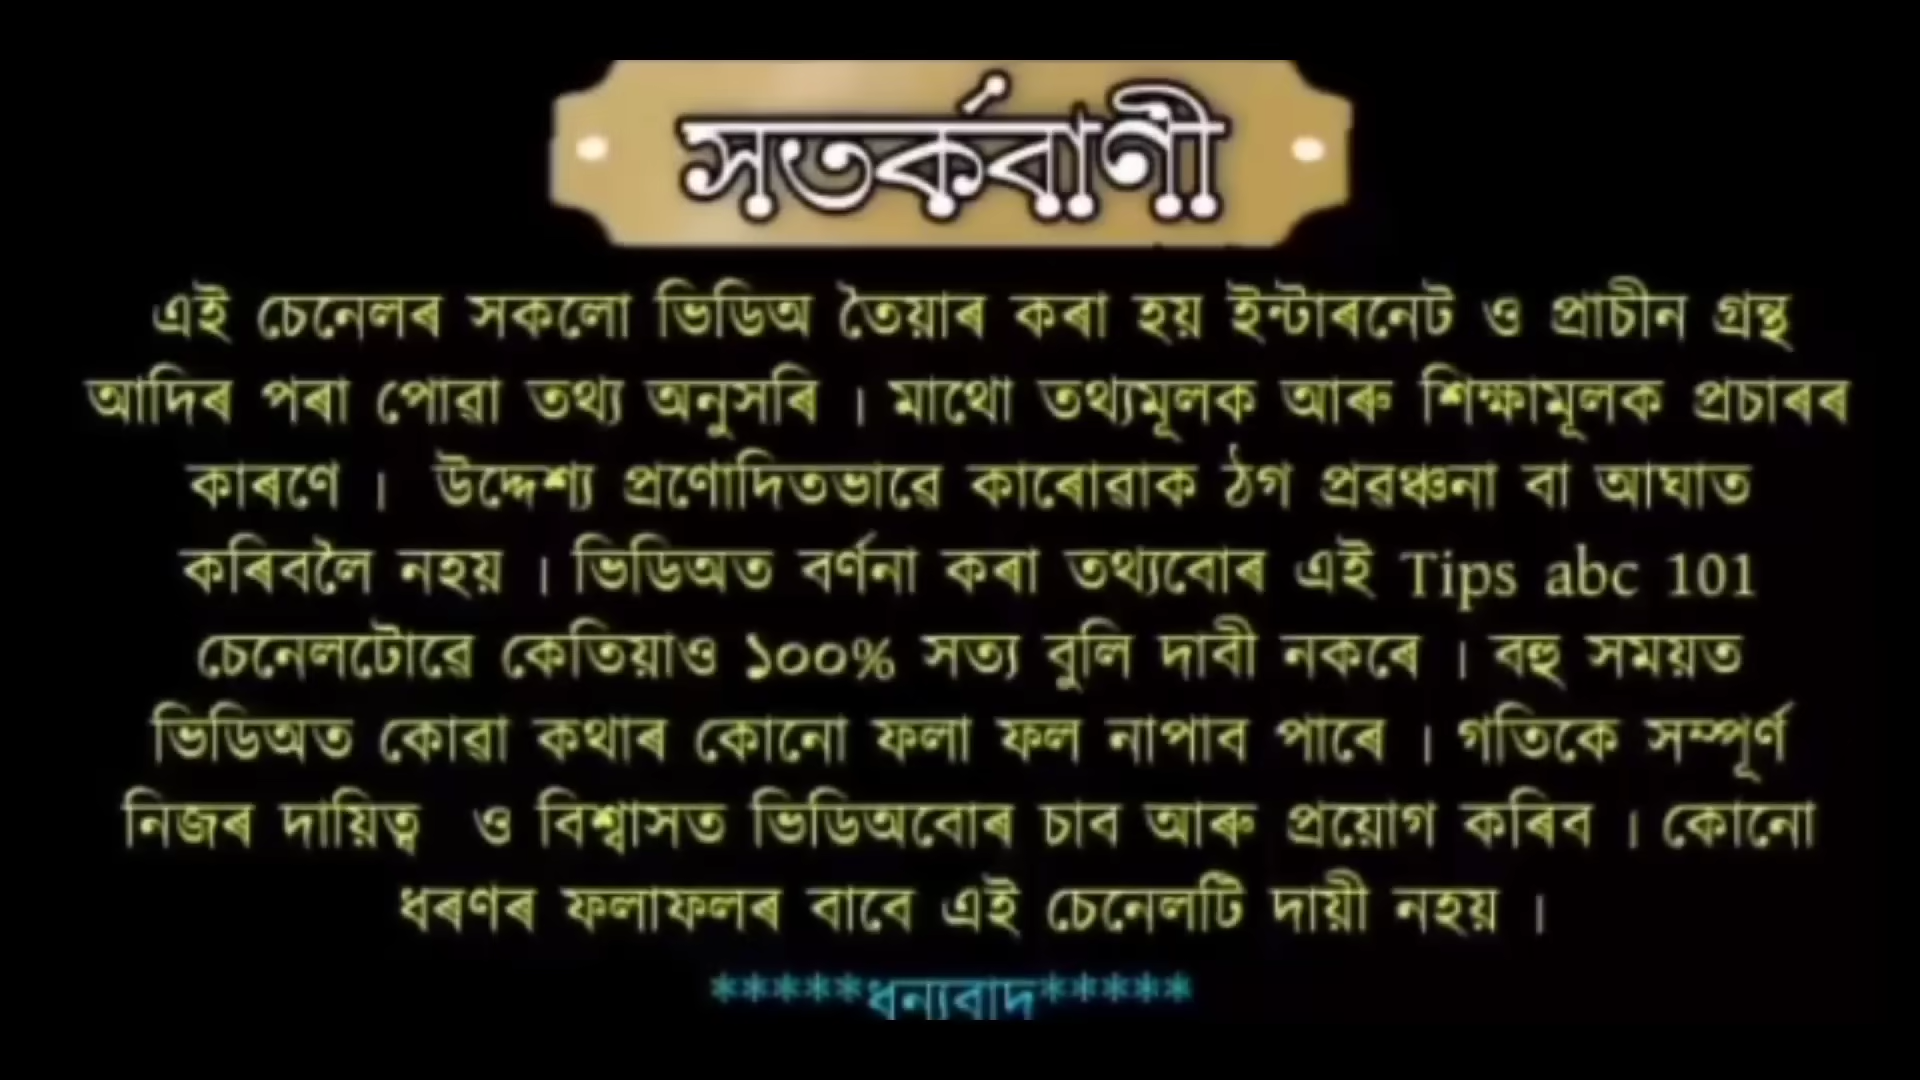 সতৰ্কবাণী
এই চেনেলৰ সকলো ভিডিঅ তৈয়াৰ কৰা হয় ইন্টাৰনেট ও প্ৰাচীন গ্ৰন্থ
আদিৰ পৰা পোৱা তথ্য অনুসৰি । মাথো তথ্যমূলক আৰু শিক্ষামূলক প্ৰচাৰৰ
কাৰণে । উদ্দেশ্য প্ৰণোদিতভাৱে কাৰোৱাক ঠগ প্ৰৱঞ্চনা বা আঘাত
কৰিবলৈ নহয় । ভিডিঅত বৰ্ণনা কৰা তথ্যবোৰ এই Tips abc 101
চেনেলটোৱে কেতিয়াও ১০০% সত্য বুলি দাবী নকৰে । বহু সময়ত
ভিডিঅত কোৱা কথাৰ কোনো ফলা ফল নাপাব পাৰে । গতিকে সম্পূৰ্ণ
নিজৰ দায়িত্ব ও বিশ্বাসত ভিডিঅবোৰ চাব আৰু প্ৰয়োগ কৰিব । কোনো
ধৰণৰ ফলাফলৰ বাবে এই চেনেলটি দায়ী নহয় ।
*****ধন্যবাদ*****